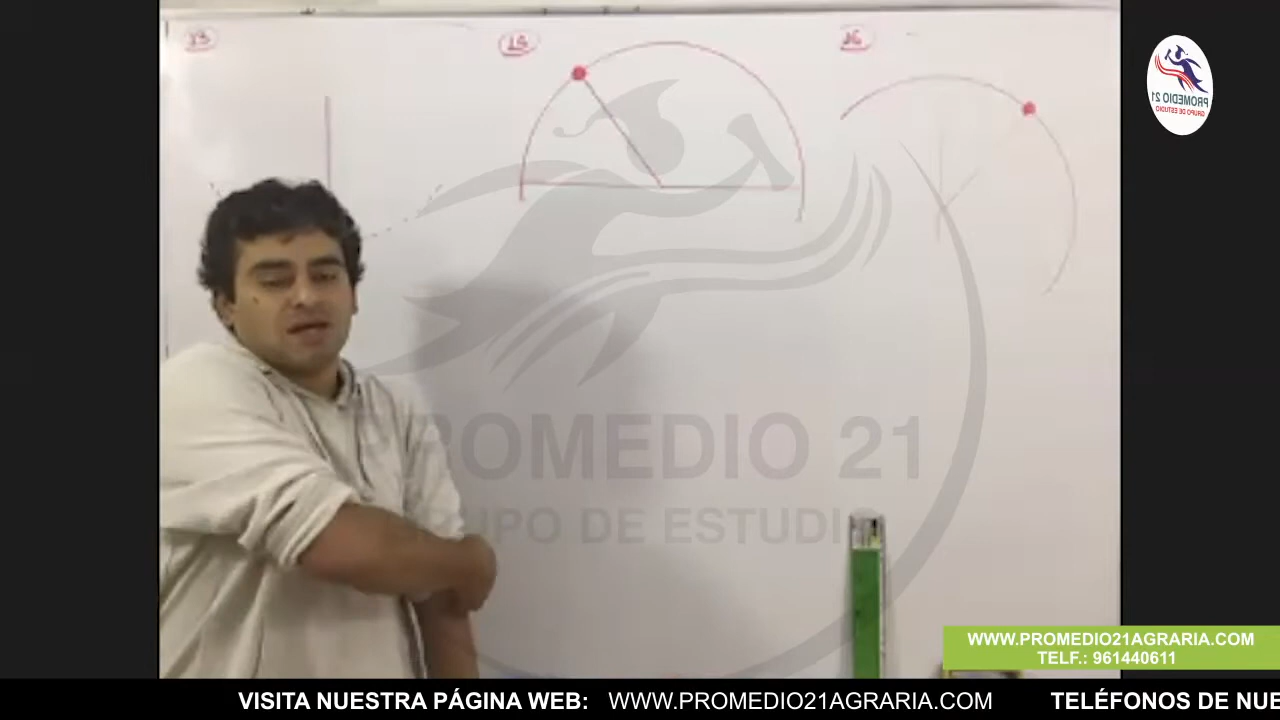 PROMEDIO 21
GRUPO DE ESTUDIO
PROMEDIO 21
GRUPO DE ESTUDI
WWW.PROMEDIO21AGRARIA.COM
TELF.: 961440611
VISITA NUESTRA PÁGINA WEB: WWW.PROMEDIO21AGRARIA.COM TELÉFONOS DE NUE